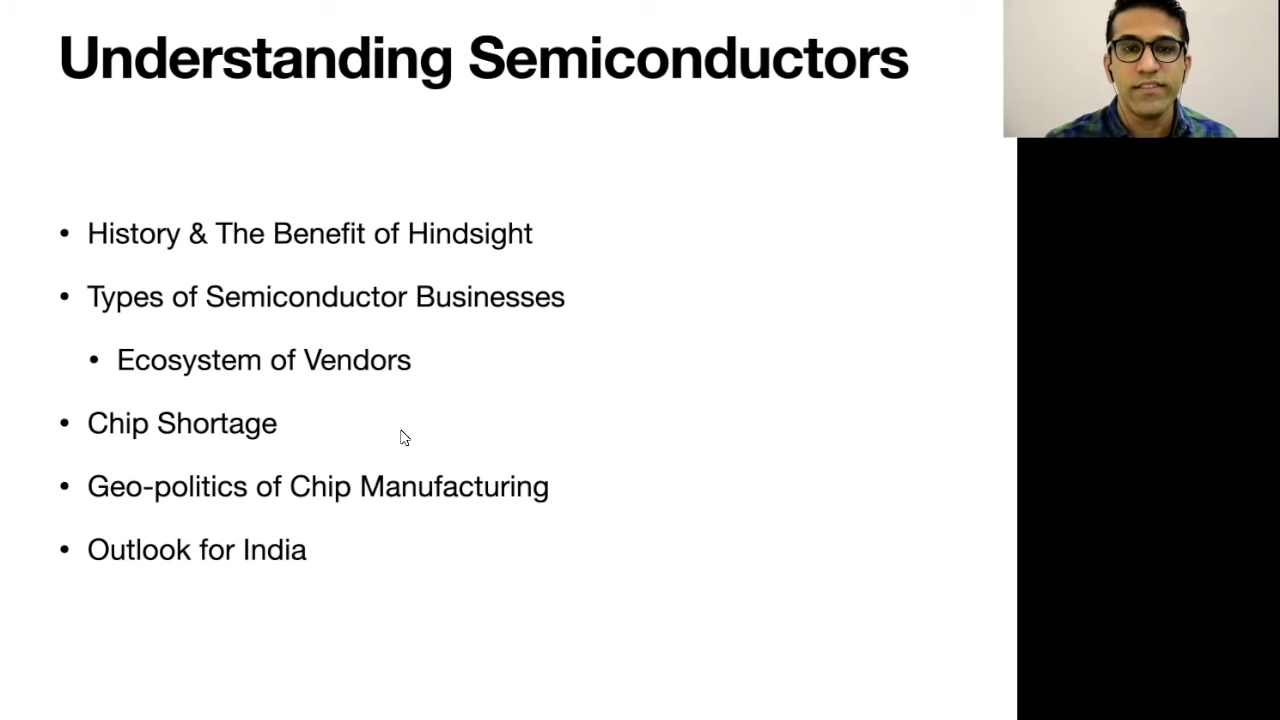 Understanding Semiconductors
• History & The Benefit of Hindsight
• Types of Semiconductor Businesses
• Ecosystem of Vendors
• Chip Shortage
• Geo-politics of Chip Manufacturing
• Outlook for India